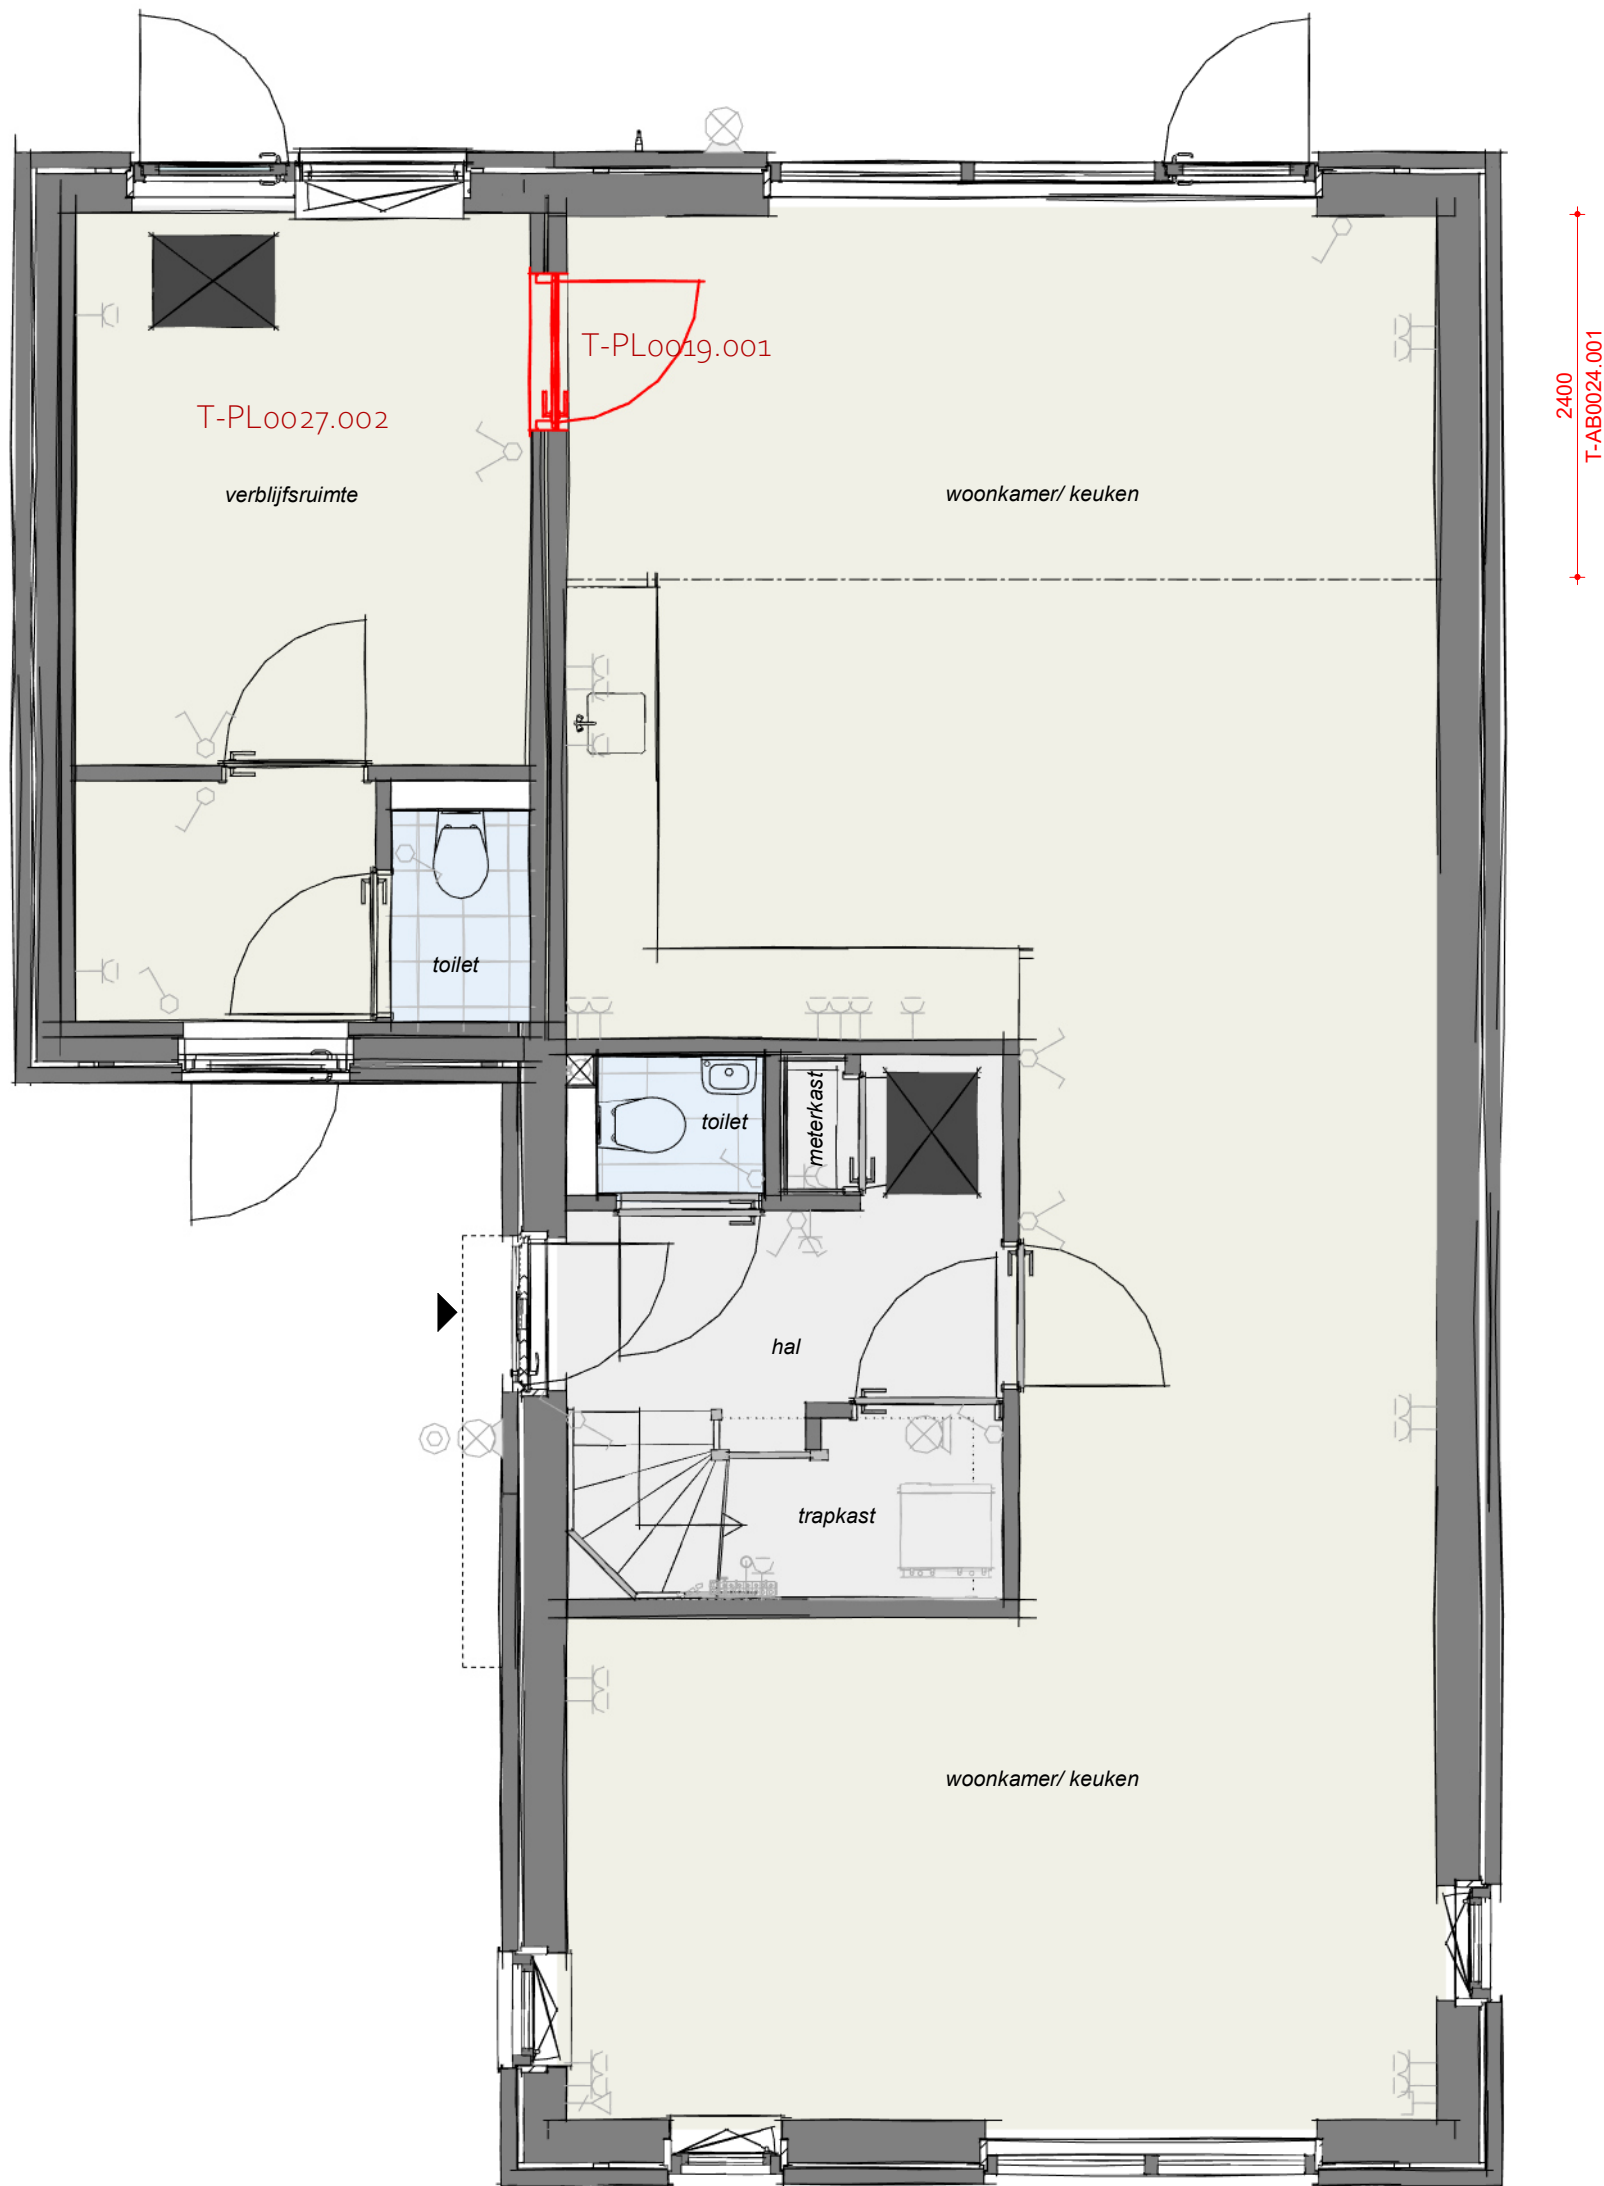 T-PL0019.001
2400
T-AB0024.001
T-PL0027.002
verblijfsruimte
woonkamer/ keuken
toilet
toilet
meterkast
hal
trapkast
woonkamer/ keuken